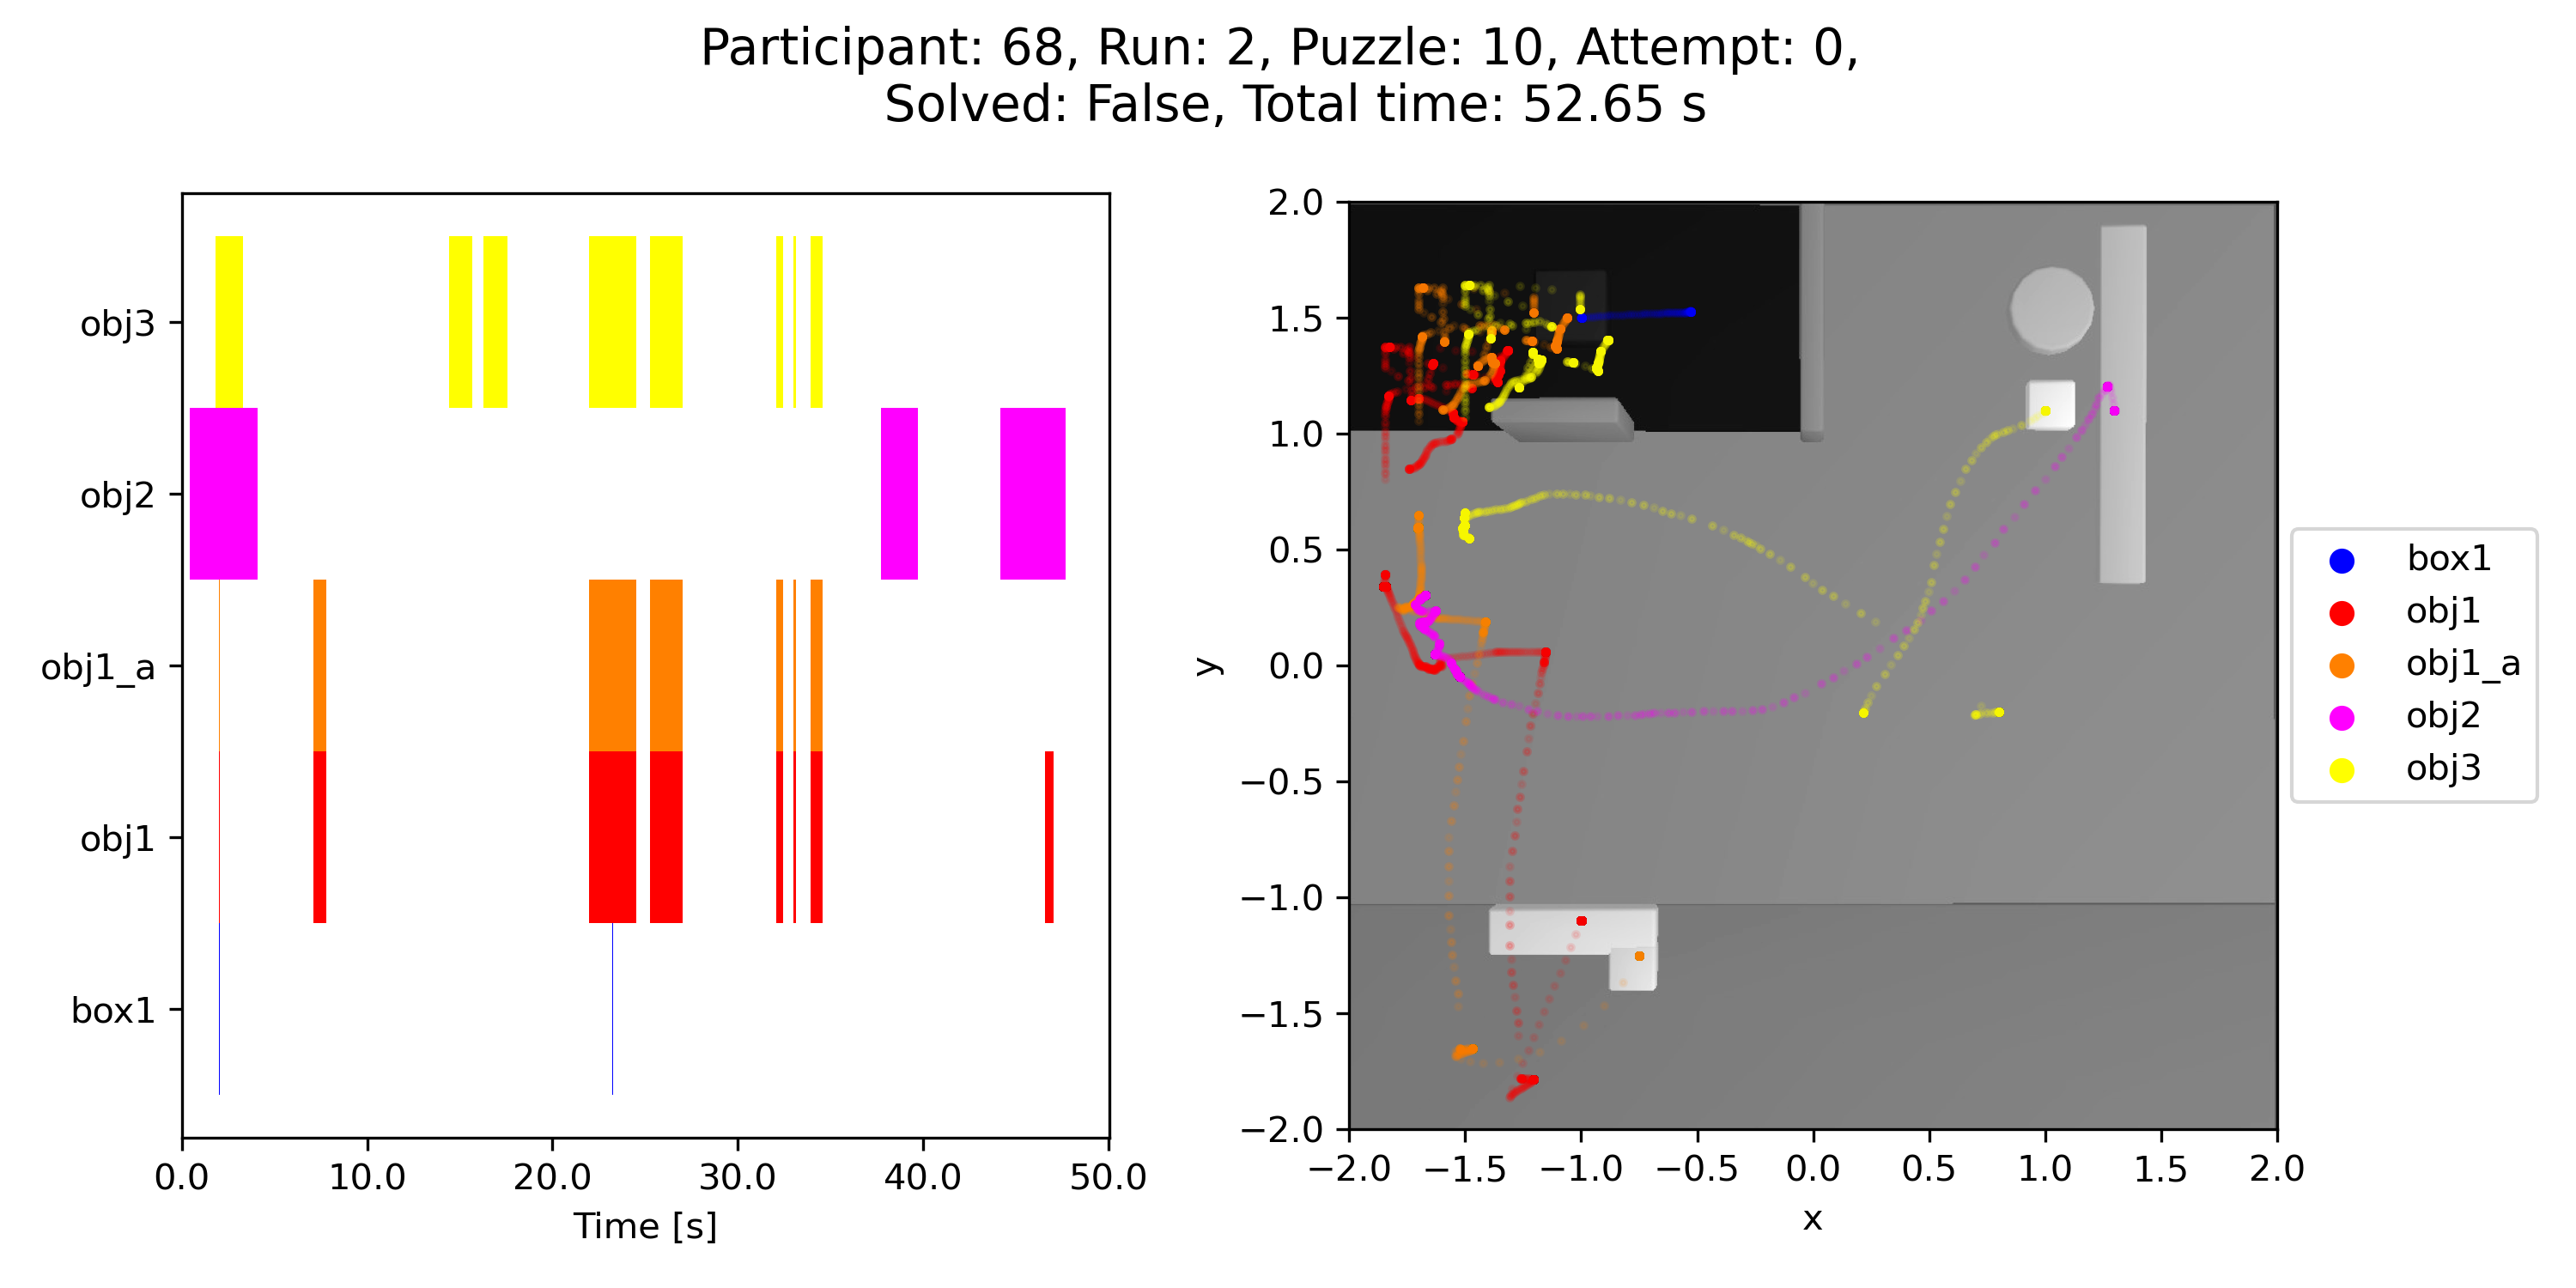 Participant: 68, Run: 2, Puzzle: 10, Attempt: 0,
Solved: False, Total time: 52.65 s
obj3
obj2
obj1_a
obj1
box1
0.0 10.0 20.0 30.0 40.0 50.0
Time [s]
2.0
1.5
1.0
0.5
0.0
−0.5
−1.0
−1.5
−2.0
y
−2.0 −1.5 −1.0 −0.5 0.0 0.5 1.0 1.5 2.0
x
box1
obj1
obj1_a
obj2
obj3